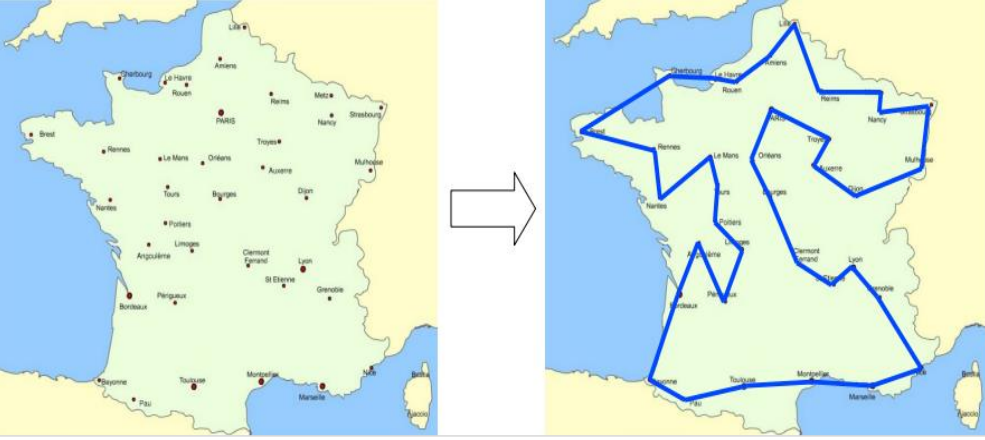 Lille
Amiens
Cherbourg
Le Havre
Rouen
Reims
Metz
PARIS
Nancy
Strasbourg
Brest
Rennes
Troyes
Le Mans
Orléans
Auxerre
Mulhouse
Tours
Bourges
Dijon
Nantes
Poitiers
Limoges
Angoulême
Clermont
Ferrand
Lyon
St Etienne
Grenoble
Périgueux
Bordeaux
Bayonne
Toulouse
Montpellier
Nice
Marseille
Pau
Ajaccio
Lille
Amiens
Cherbourg
Le Havre
Rouen
Reims
Nancy
Strasbourg
PARIS
Brest
Rennes
Troyes
Le Mans
Orléans
Auxerre
Mulhouse
Tours
Bourges
Dijon
Nantes
Poitiers
Limoges
Angoulême
Clermont
Ferrand
Lyon
St Etienne
Grenoble
Périgueux
Bordeaux
Bayonne
Toulouse
Montpellier
Nice
Marseille
Pau
Ajaccio